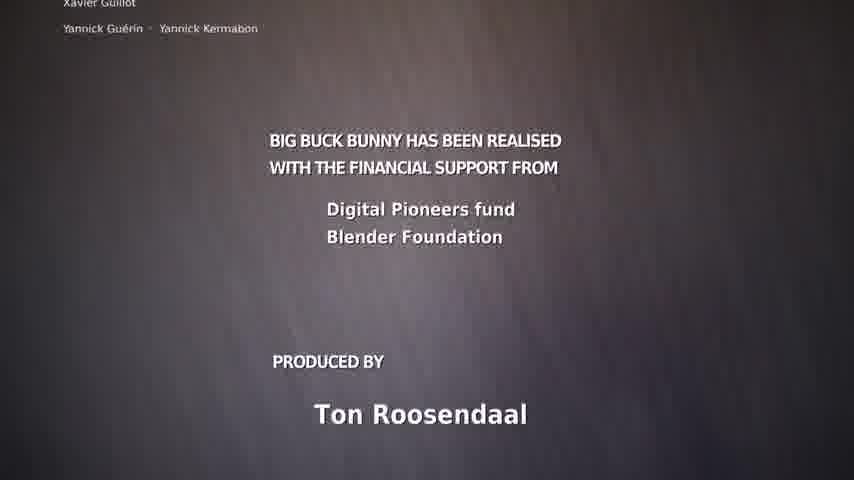 Xavier Guillot
Yannick Guérin - Yannick Kermabon
BIG BUCK BUNNY HAS BEEN REALISED
WITH THE FINANCIAL SUPPORT FROM
Digital Pioneers fund
Blender Foundation
PRODUCED BY
Ton Roosendaal